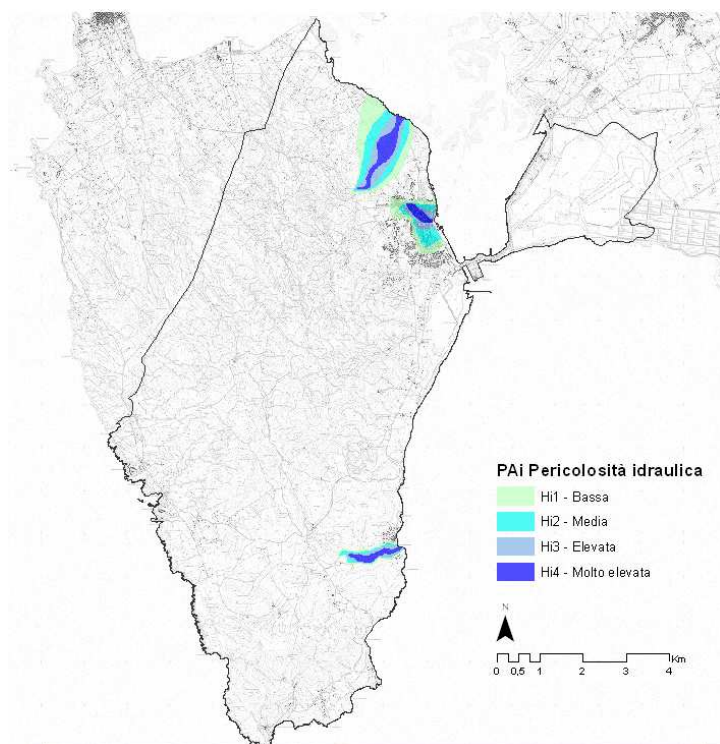 PAi Pericolosità idraulica
Hi1 - Bassa
Hi2 - Media
Hi3 - Elevata
Hi4 - Molto elevata
N
Km
0 0,5 1 2 3 4